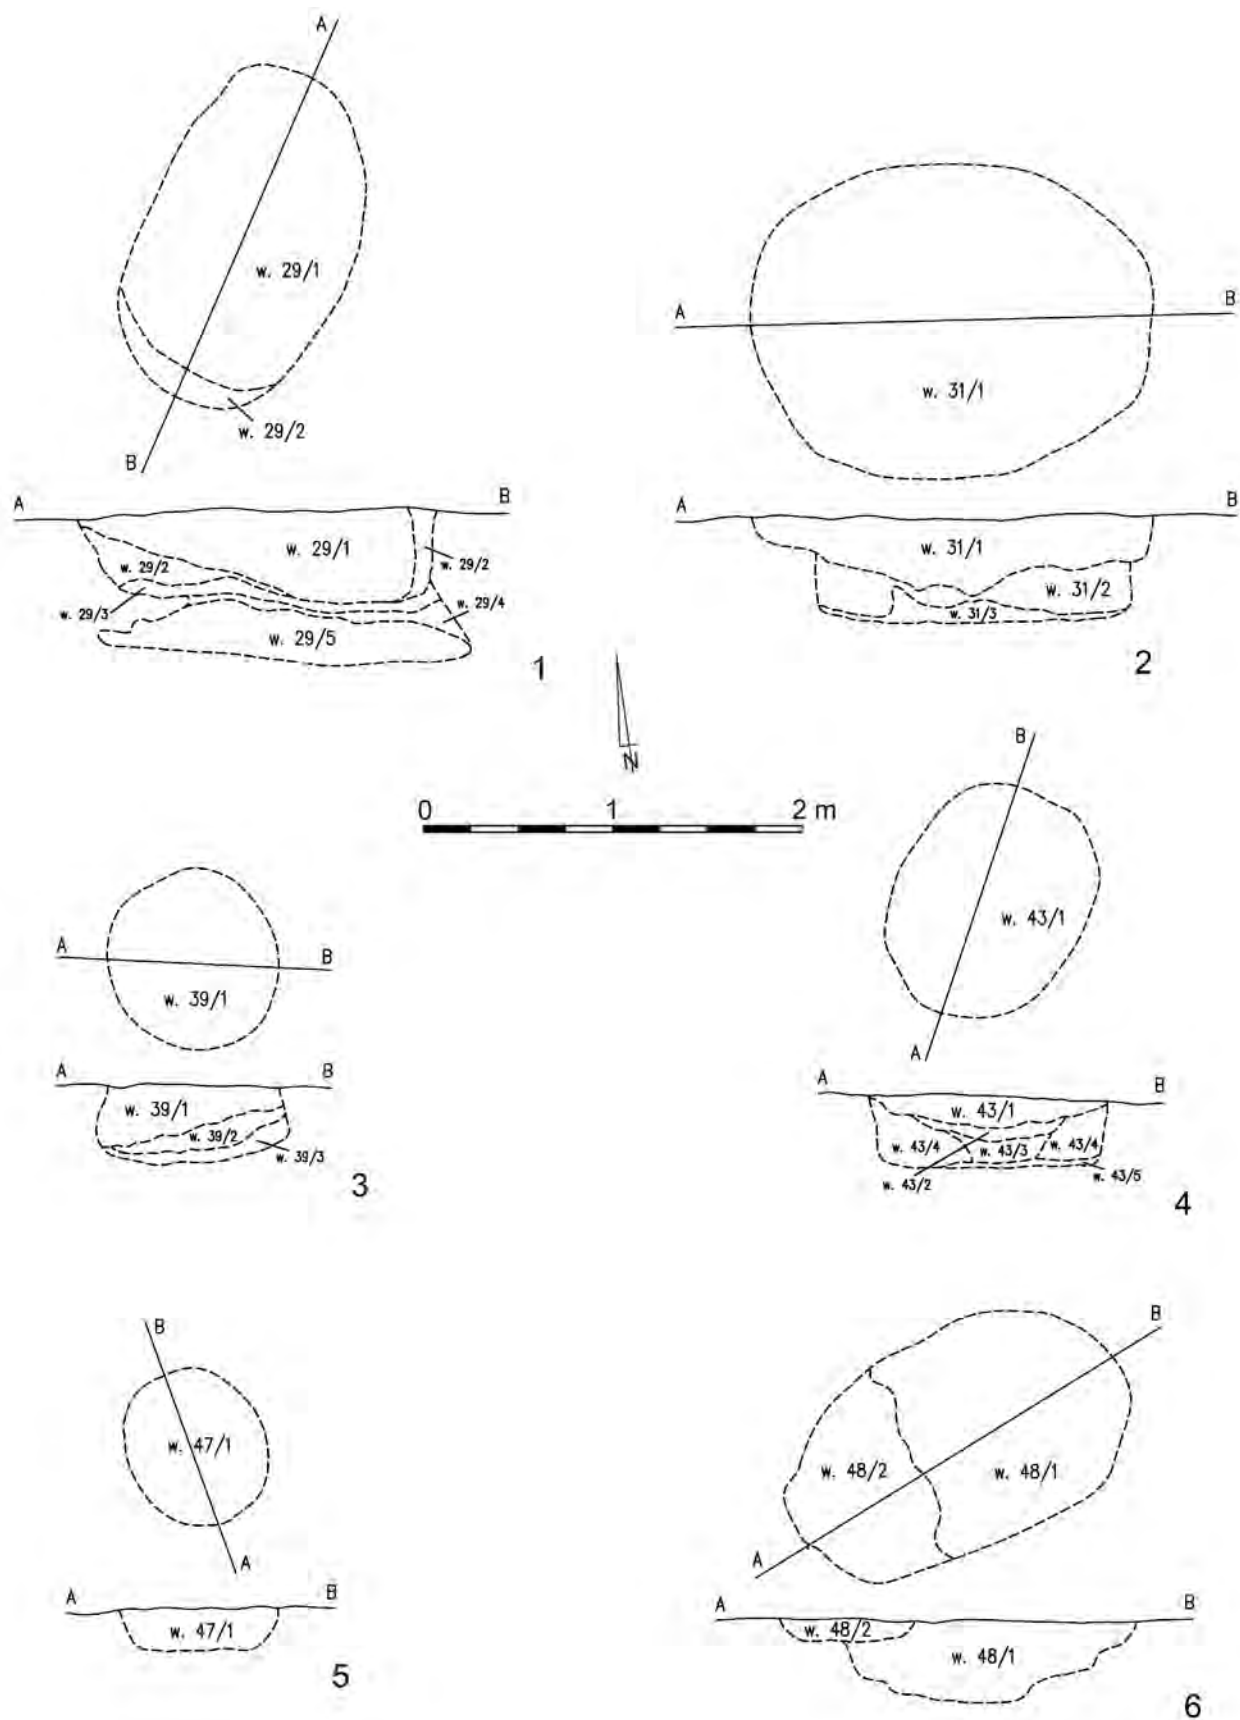 A
w. 29/1
w. 29/2
B
A
B
w. 29/1
w. 29/2
w. 29/2
w. 29/3
w. 29/4
w. 29/5
1
A
B
w. 31/1
A
B
w. 31/1
w. 31/2
w. 31/3
2
N
0 1 2 m
A
B
w. 39/1
A
B
w. 39/1
w. 39/2
w. 39/3
3
B
w. 43/1
A
A
B
w. 43/1
w. 43/4
w. 43/3
w. 43/4
w. 43/2
w. 43/5
4
B
w. 47/1
A
A
B
w. 47/1
5
B
w. 48/2
w. 48/1
A
A
B
w. 48/2
w. 48/1
6